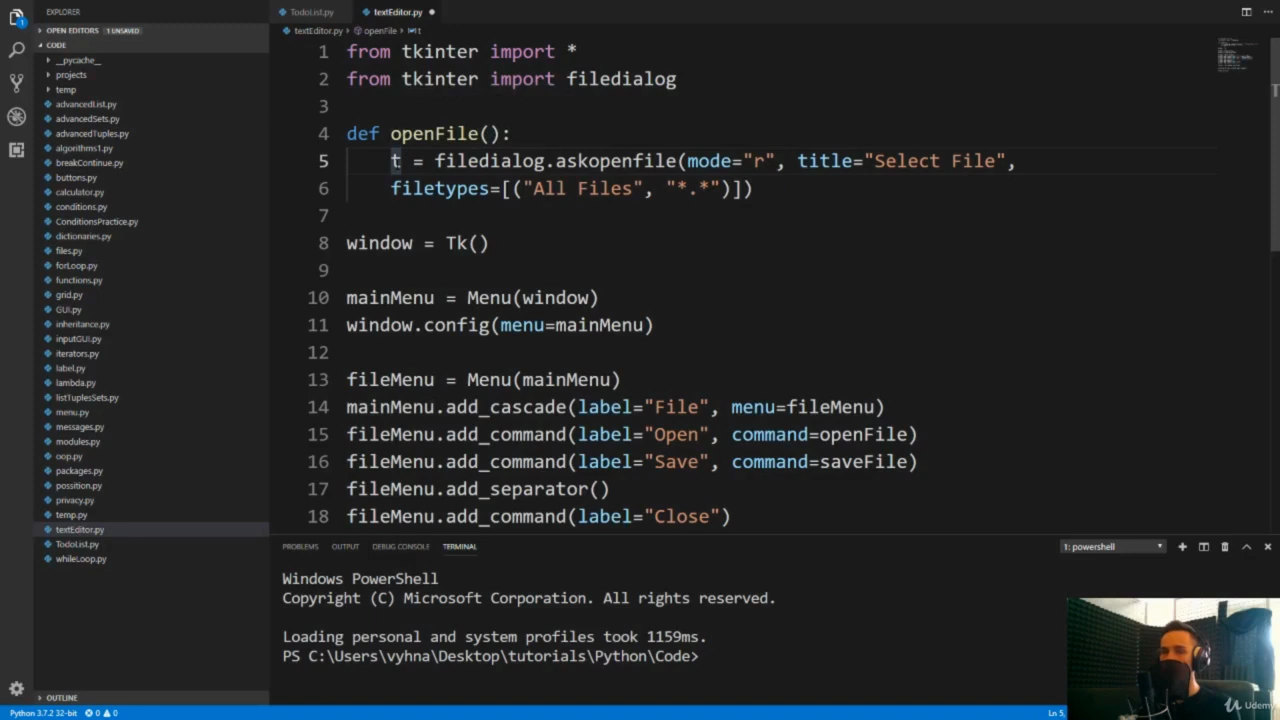 EXPLORER
OPEN EDITORS 1 UNSAVED
CODE
__pycache__
projects
temp
advancedList.py
advancedSets.py
advancedTuples.py
algorithms1.py
breakContinue.py
buttons.py
calculator.py
conditions.py
ConditionsPractice.py
dictionaries.py
files.py
forLoop.py
functions.py
grid.py
GUI.py
inheritance.py
inputGUI.py
iterators.py
label.py
lambda.py
listTuplesSets.py
menu.py
messages.py
modules.py
oop.py
packages.py
possition.py
privacy.py
temp.py
textEditor.py
TodoList.py
whileLoop.py
OUTLINE
TodoList.py textEditor.py
textEditor.py openFile t
1 from tkinter import *
2 from tkinter import filedialog
3
4 def openFile():
5 t = filedialog.askopenfile(mode="r", title="Select File",
6 filetypes=[("All Files", "*.*")])
7
8 window = Tk()
9
10 mainMenu = Menu(window)
11 window.config(menu=mainMenu)
12
13 fileMenu = Menu(mainMenu)
14 mainMenu.add_cascade(label="File", menu=fileMenu)
15 fileMenu.add_command(label="Open", command=openFile)
16 fileMenu.add_command(label="Save", command=saveFile)
17 fileMenu.add_separator()
18 fileMenu.add_command(label="Close")
PROBLEMS OUTPUT DEBUG CONSOLE TERMINAL 1: powershell
Windows PowerShell
Copyright (C) Microsoft Corporation. All rights reserved.
Loading personal and system profiles took 1159ms.
PS C:\Users\vyhna\Desktop\tutorials\Python\Code>
Python 3.7.2 32-bit 0 0 Ln 5,
Udemy